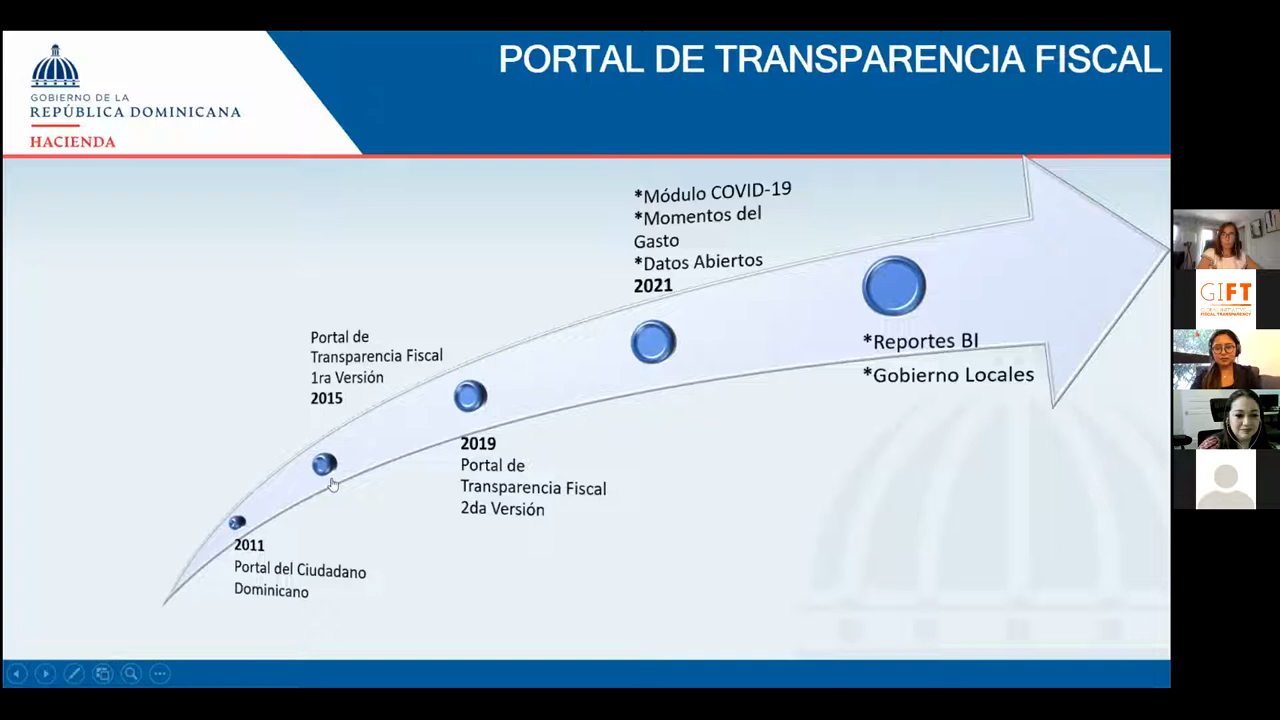 PORTAL DE TRANSPARENCIA FISCAL
GOBIERNO DE LA
REPÚBLICA DOMINICANA
HACIENDA
*Módulo COVID-19
*Momentos del
Gasto
*Datos Abiertos
2021
*Reportes BI
*Gobierno Locales
Portal de
Transparencia Fiscal
1ra Versión
2015
2019
Portal de
Transparencia Fiscal
2da Versión
2011
Portal del Ciudadano
Dominicano
GIFT
FISCAL TRANSPARENCY